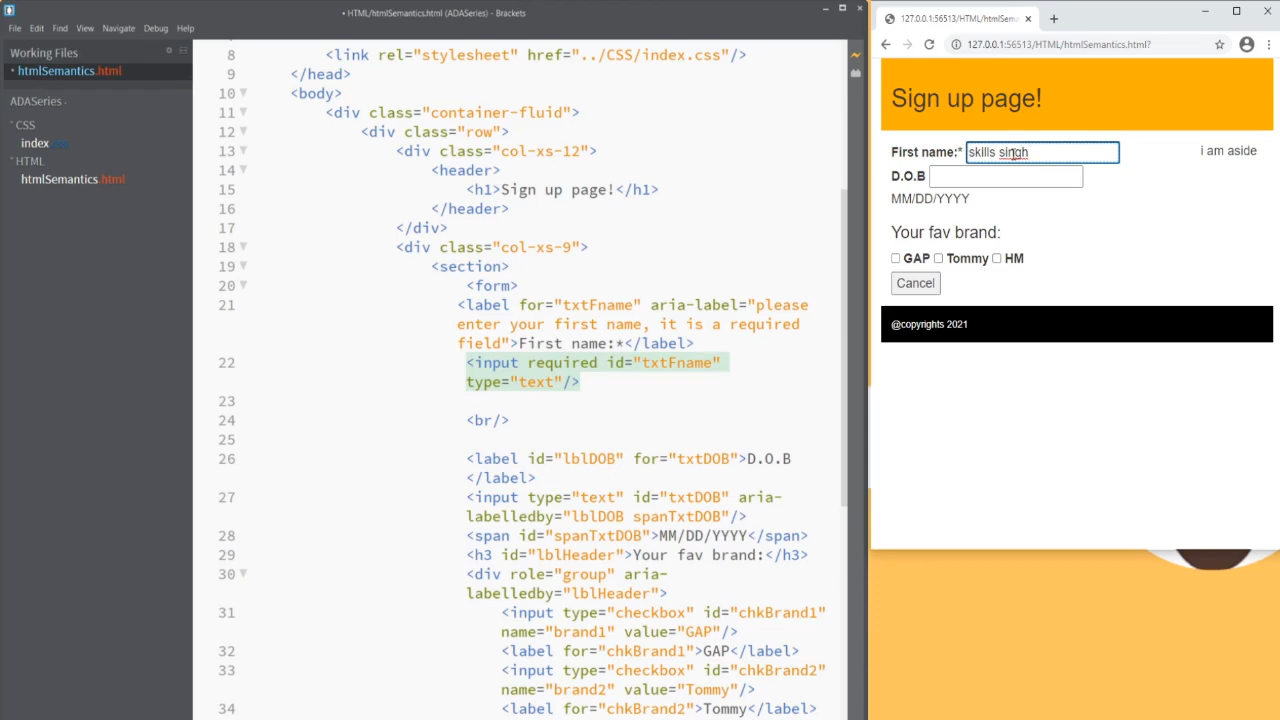 • HTML/htmlSemantics.html (ADASeries) - Brackets
File Edit Find View Navigate Debug Help
Working Files
• htmlSemantics.html
ADASeries
CSS
index.css
HTML
htmlSemantics.html
8 <link rel="stylesheet" href="../CSS/index.css"/>
9 </head>
10 <body>
11 <div class="container-fluid">
12 <div class="row">
13 <div class="col-xs-12">
14 <header>
15 <h1>Sign up page!</h1>
16 </header>
17 </div>
18 <div class="col-xs-9">
19 <section>
20 <form>
21 <label for="txtFname" aria-label="please
enter your first name, it is a required
field">First name:*</label>
22 <input required id="txtFname"
type="text"/>
23
24 <br/>
25
26 <label id="lblDOB" for="txtDOB">D.O.B
</label>
27 <input type="text" id="txtDOB" aria-
labelledby="lblDOB spanTxtDOB"/>
28 <span id="spanTxtDOB">MM/DD/YYYY</span>
29 <h3 id="lblHeader">Your fav brand:</h3>
30 <div role="group" aria-
labelledby="lblHeader">
31 <input type="checkbox" id="chkBrand1"
name="brand1" value="GAP"/>
32 <label for="chkBrand1">GAP</label>
33 <input type="checkbox" id="chkBrand2"
name="brand2" value="Tommy"/>
34 <label for="chkBrand2">Tommy</label>
127.0.0.1:56513/HTML/htmlSema
127.0.0.1:56513/HTML/htmlSemantics.html?
Sign up page!
First name:* skills singh
i am aside
D.O.B
MM/DD/YYYY
Your fav brand:
GAP Tommy HM
Cancel
@copyrights 2021